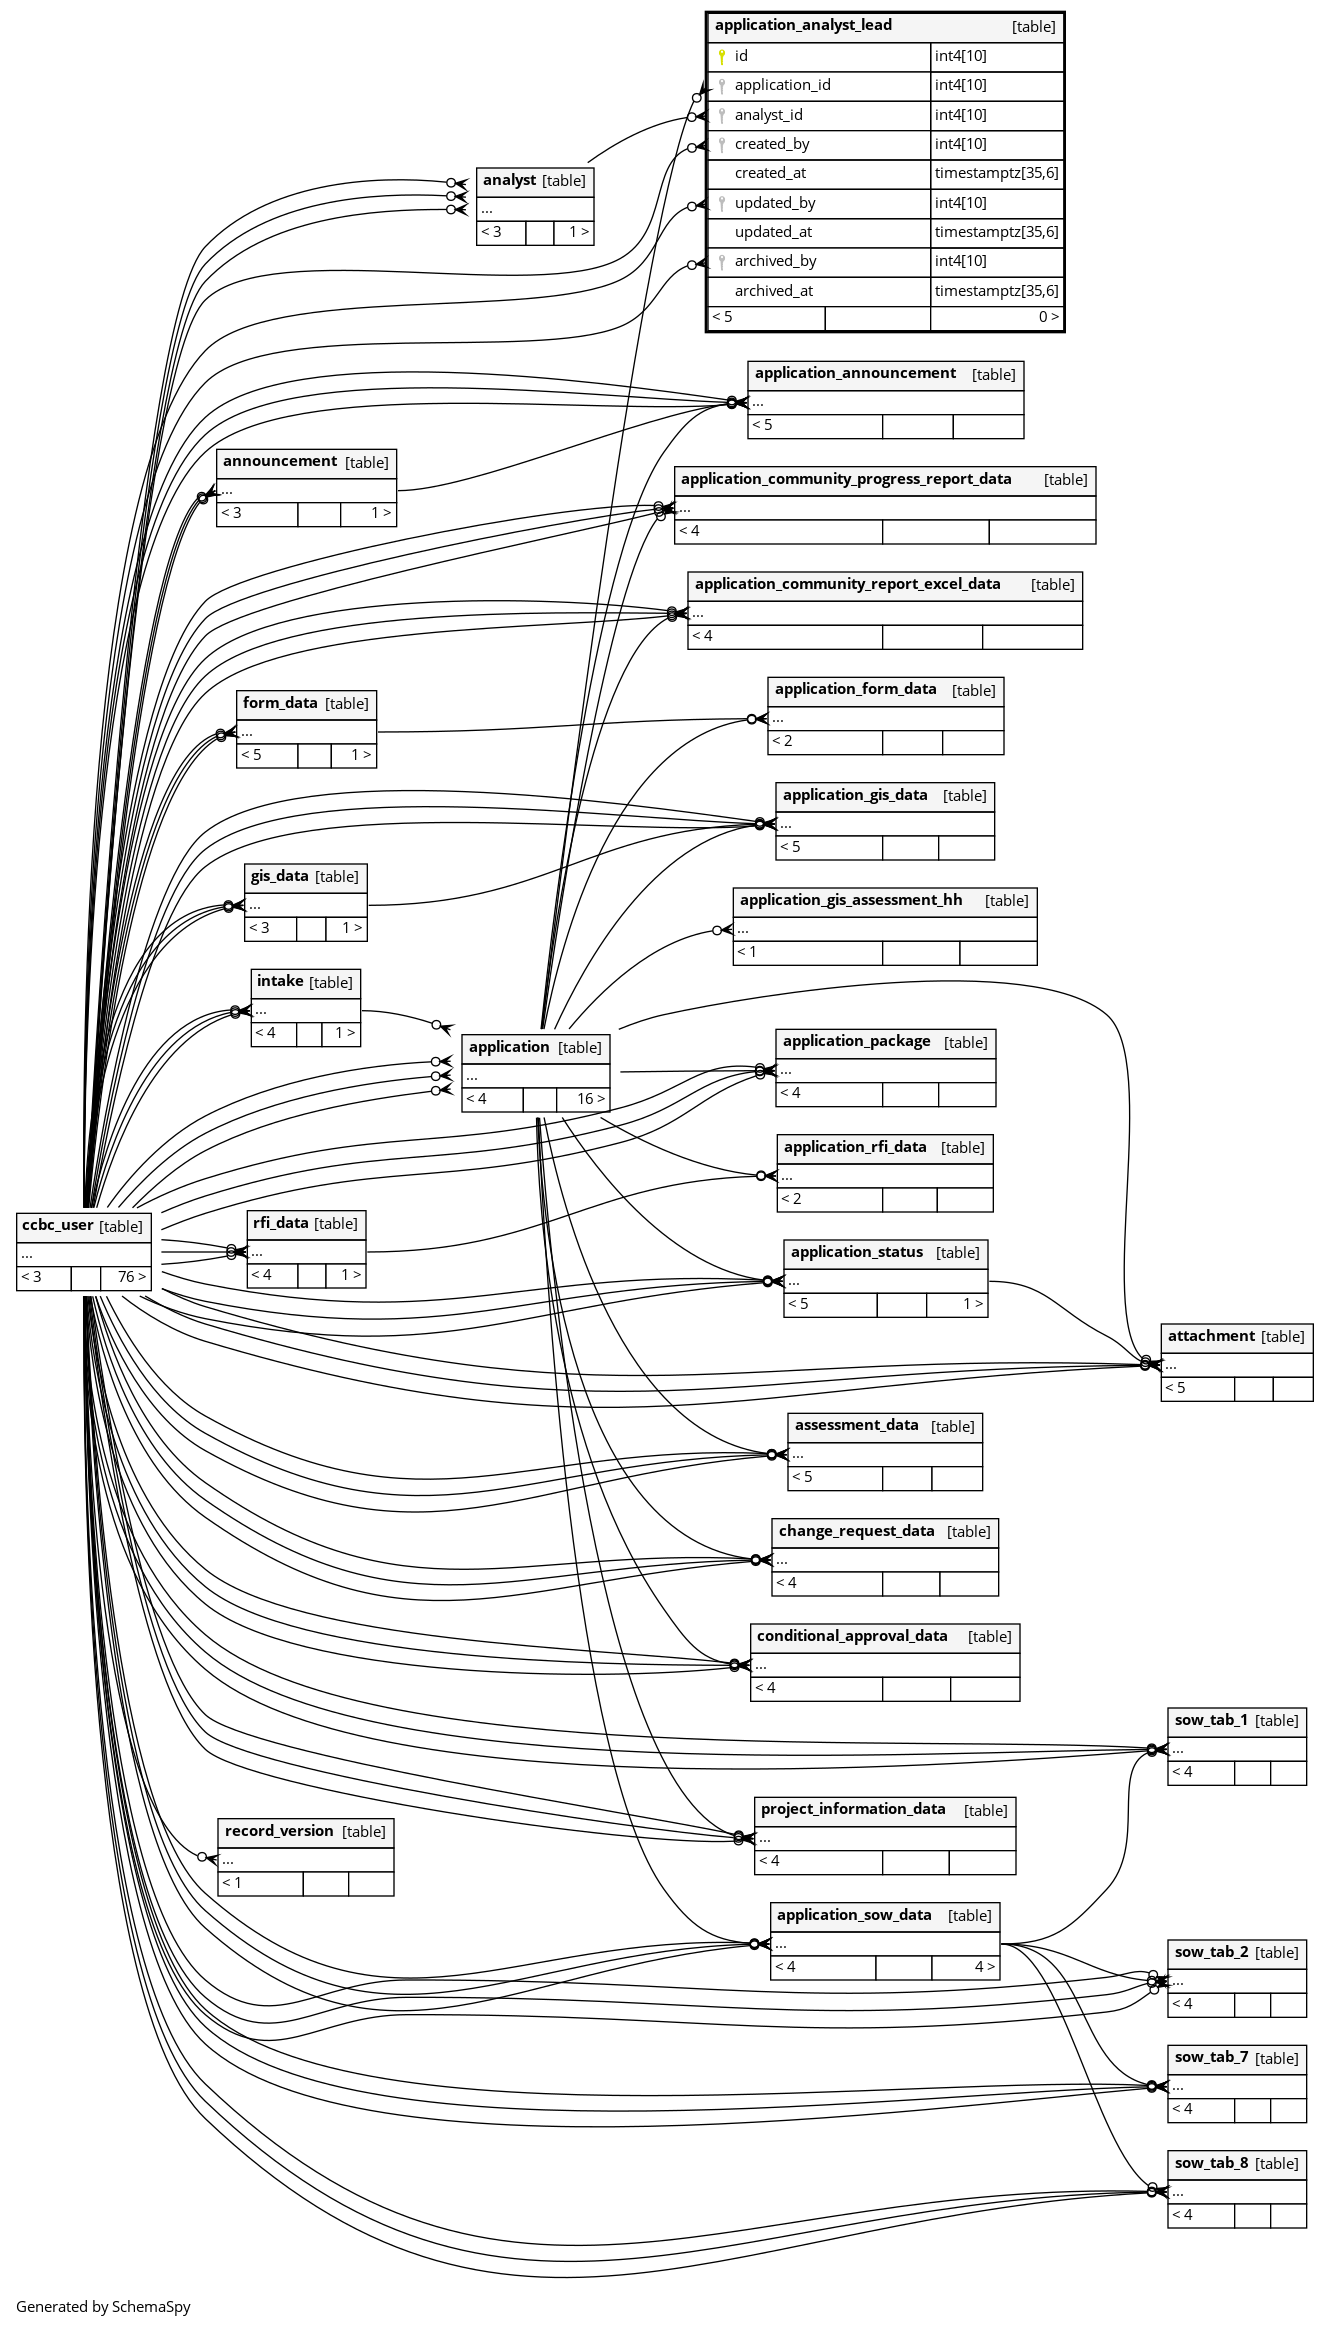 application_analyst_lead [table]
id int4[10]
application_id int4[10]
analyst_id int4[10]
created_by int4[10]
created_at timestamptz[35,6]
updated_by int4[10]
updated_at timestamptz[35,6]
archived_by int4[10]
archived_at timestamptz[35,6]
< 5 0 >
analyst [table]
...
< 3 1 >
application_announcement [table]
...
< 5
announcement [table]
...
< 3 1 >
application_community_progress_report_data [table]
...
< 4
application_community_report_excel_data [table]
...
< 4
form_data [table]
...
< 5 1 >
application_form_data [table]
...
< 2
application_gis_data [table]
...
< 5
gis_data [table]
...
< 3 1 >
application_gis_assessment_hh [table]
...
< 1
intake [table]
...
< 4 1 >
application [table]
...
< 4 16 >
application_package [table]
...
< 4
application_rfi_data [table]
...
< 2
ccbc_user [table]
...
< 3 76 >
rfi_data [table]
...
< 4 1 >
application_status [table]
...
< 5 1 >
attachment [table]
...
< 5
assessment_data [table]
...
< 5
change_request_data [table]
...
< 4
conditional_approval_data [table]
...
< 4
sow_tab_1 [table]
...
< 4
project_information_data [table]
...
< 4
record_version [table]
...
< 1
application_sow_data [table]
...
< 4 4 >
sow_tab_2 [table]
...
< 4
sow_tab_7 [table]
...
< 4
sow_tab_8 [table]
...
< 4
Generated by SchemaSpy